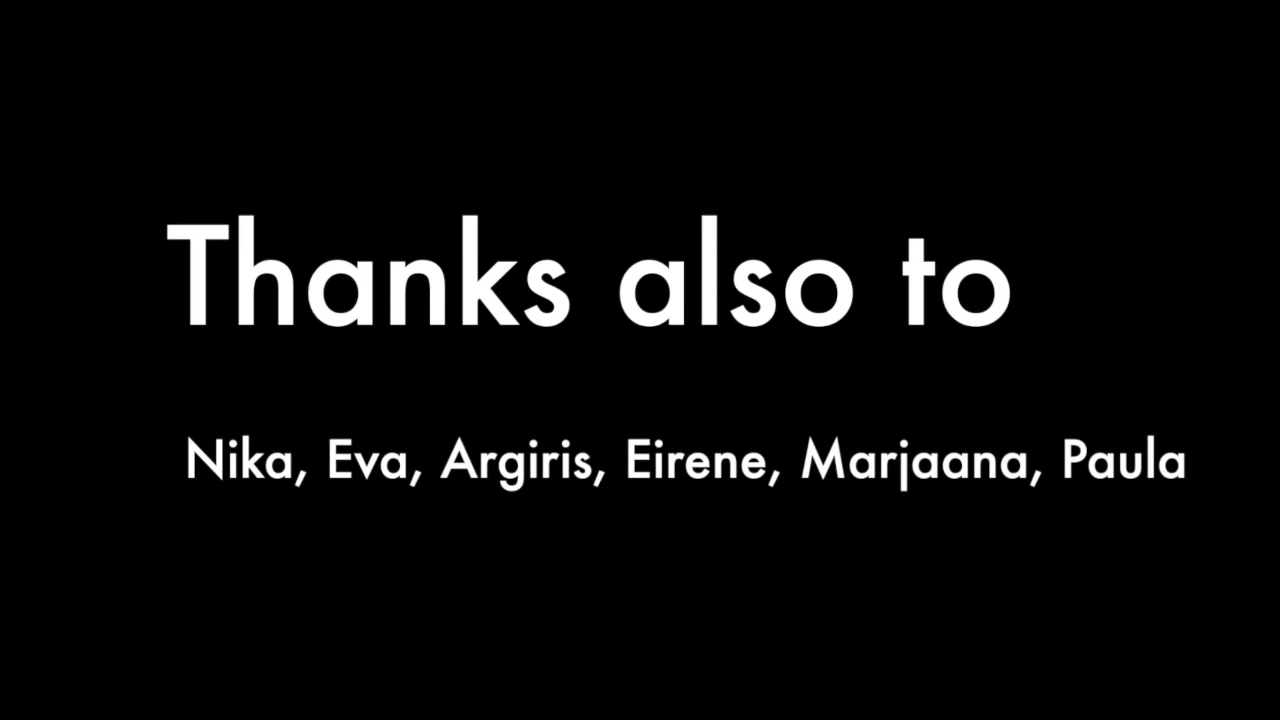 Thanks also to
Nika, Eva, Argiris, Eirene, Marjaana, Paula